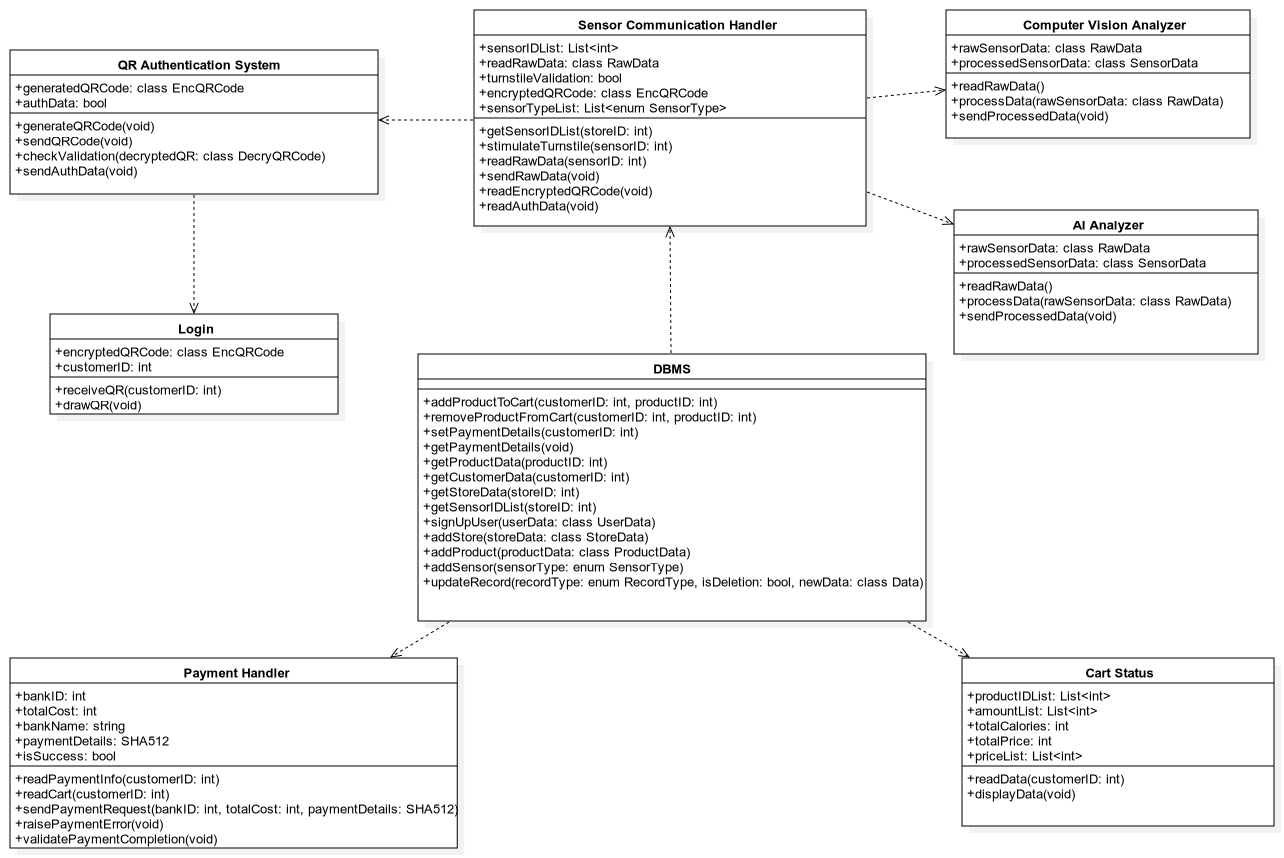 QR Authentication System
+generatedQRCode: class EncQRCode
+authData: bool
+generateQRCode(void)
+sendQRCode(void)
+checkValidation(decryptedQR: class DecryQRCode)
+sendAuthData(void)
Sensor Communication Handler
+sensorIDList: List<int>
+readRawData: class RawData
+turnstileValidation: bool
+encryptedQRCode: class EncQRCode
+sensorTypeList: List<enum SensorType>
+getSensorIDList(storeID: int)
+stimulateTurnstile(sensorID: int)
+readRawData(sensorID: int)
+sendRawData(void)
+readEncryptedQRCode(void)
+readAuthData(void)
Computer Vision Analyzer
+rawSensorData: class RawData
+processedSensorData: class SensorData
+readRawData()
+processData(rawSensorData: class RawData)
+sendProcessedData(void)
AI Analyzer
+rawSensorData: class RawData
+processedSensorData: class SensorData
+readRawData()
+processData(rawSensorData: class RawData)
+sendProcessedData(void)
Login
+encryptedQRCode: class EncQRCode
+customerID: int
+receiveQR(customerID: int)
+drawQR(void)
DBMS
+addProductToCart(customerID: int, productID: int)
+removeProductFromCart(customerID: int, productID: int)
+setPaymentDetails(customerID: int)
+getPaymentDetails(void)
+getProductData(productID: int)
+getCustomerData(customerID: int)
+getStoreData(storeID: int)
+getSensorIDList(storeID: int)
+signUpUser(userData: class UserData)
+addStore(storeData: class StoreData)
+addProduct(productData: class ProductData)
+addSensor(sensorType: enum SensorType)
+updateRecord(recordType: enum RecordType, isDeletion: bool, newData: class Data)
Payment Handler
+bankID: int
+totalCost: int
+bankName: string
+paymentDetails: SHA512
+isSuccess: bool
+readPaymentInfo(customerID: int)
+readCart(customerID: int)
+sendPaymentRequest(bankID: int, totalCost: int, paymentDetails: SHA512)
+raisePaymentError(void)
+validatePaymentCompletion(void)
Cart Status
+productIDList: List<int>
+amountList: List<int>
+totalCalories: int
+totalPrice: int
+priceList: List<int>
+readData(customerID: int)
+displayData(void)